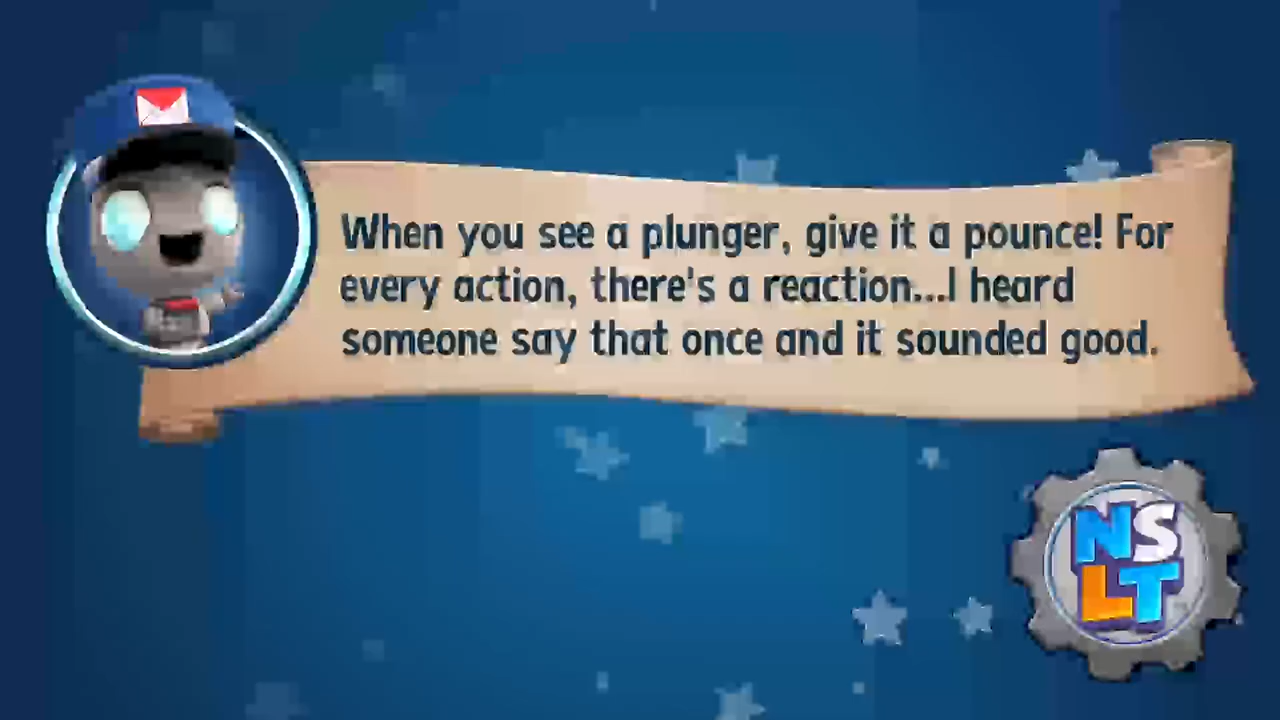 When you see a plunger, give it a pounce! For
every action, there's a reaction...I heard
someone say that once and it sounded good.
NS
LT